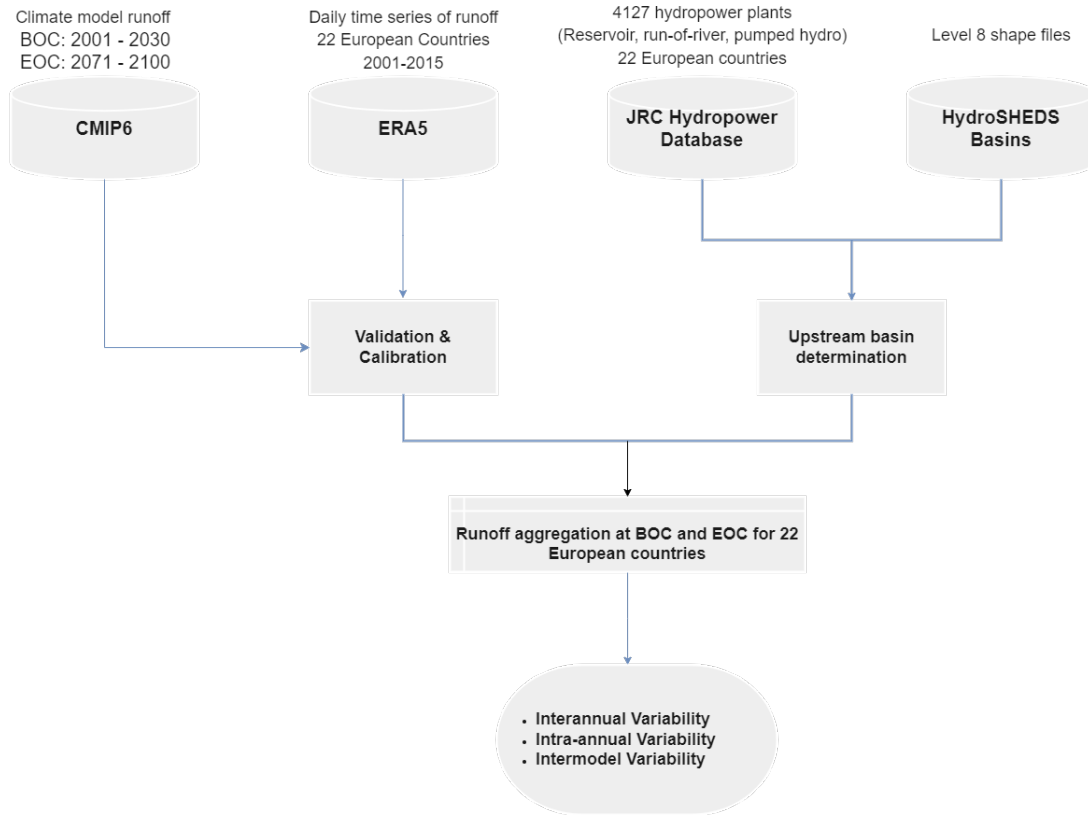 Climate model runoff
BOC: 2001 - 2030
EOC: 2071 - 2100
CMIP6
Daily time series of runoff
22 European Countries
2001-2015
ERA5
4127 hydropower plants
(Reservoir, run-of-river, pumped hydro)
22 European countries
JRC Hydropower
Database
Level 8 shape files
HydroSHEDS
Basins
Validation &
Calibration
Upstream basin
determination
Runoff aggregation at BOC and EOC for 22
European countries
• Interannual Variability
• Intra-annual Variability
• Intermodel Variability